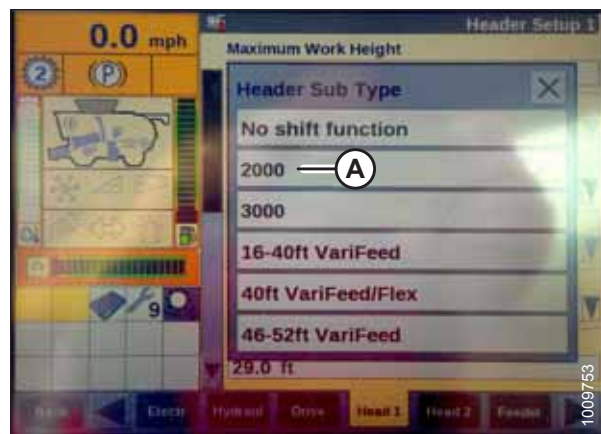 0.0 mph
Header Setup 1
Maximum Work Height
2
(P)
Header Sub Type
No shift function
2000
A
3000
16-40ft VariFeed
40ft VariFeed/Flex
46-52ft VariFeed
9
29.0 ft
Back
Electr
Hydraul
Drive
Head 1
Head 2
Feeder
1009753